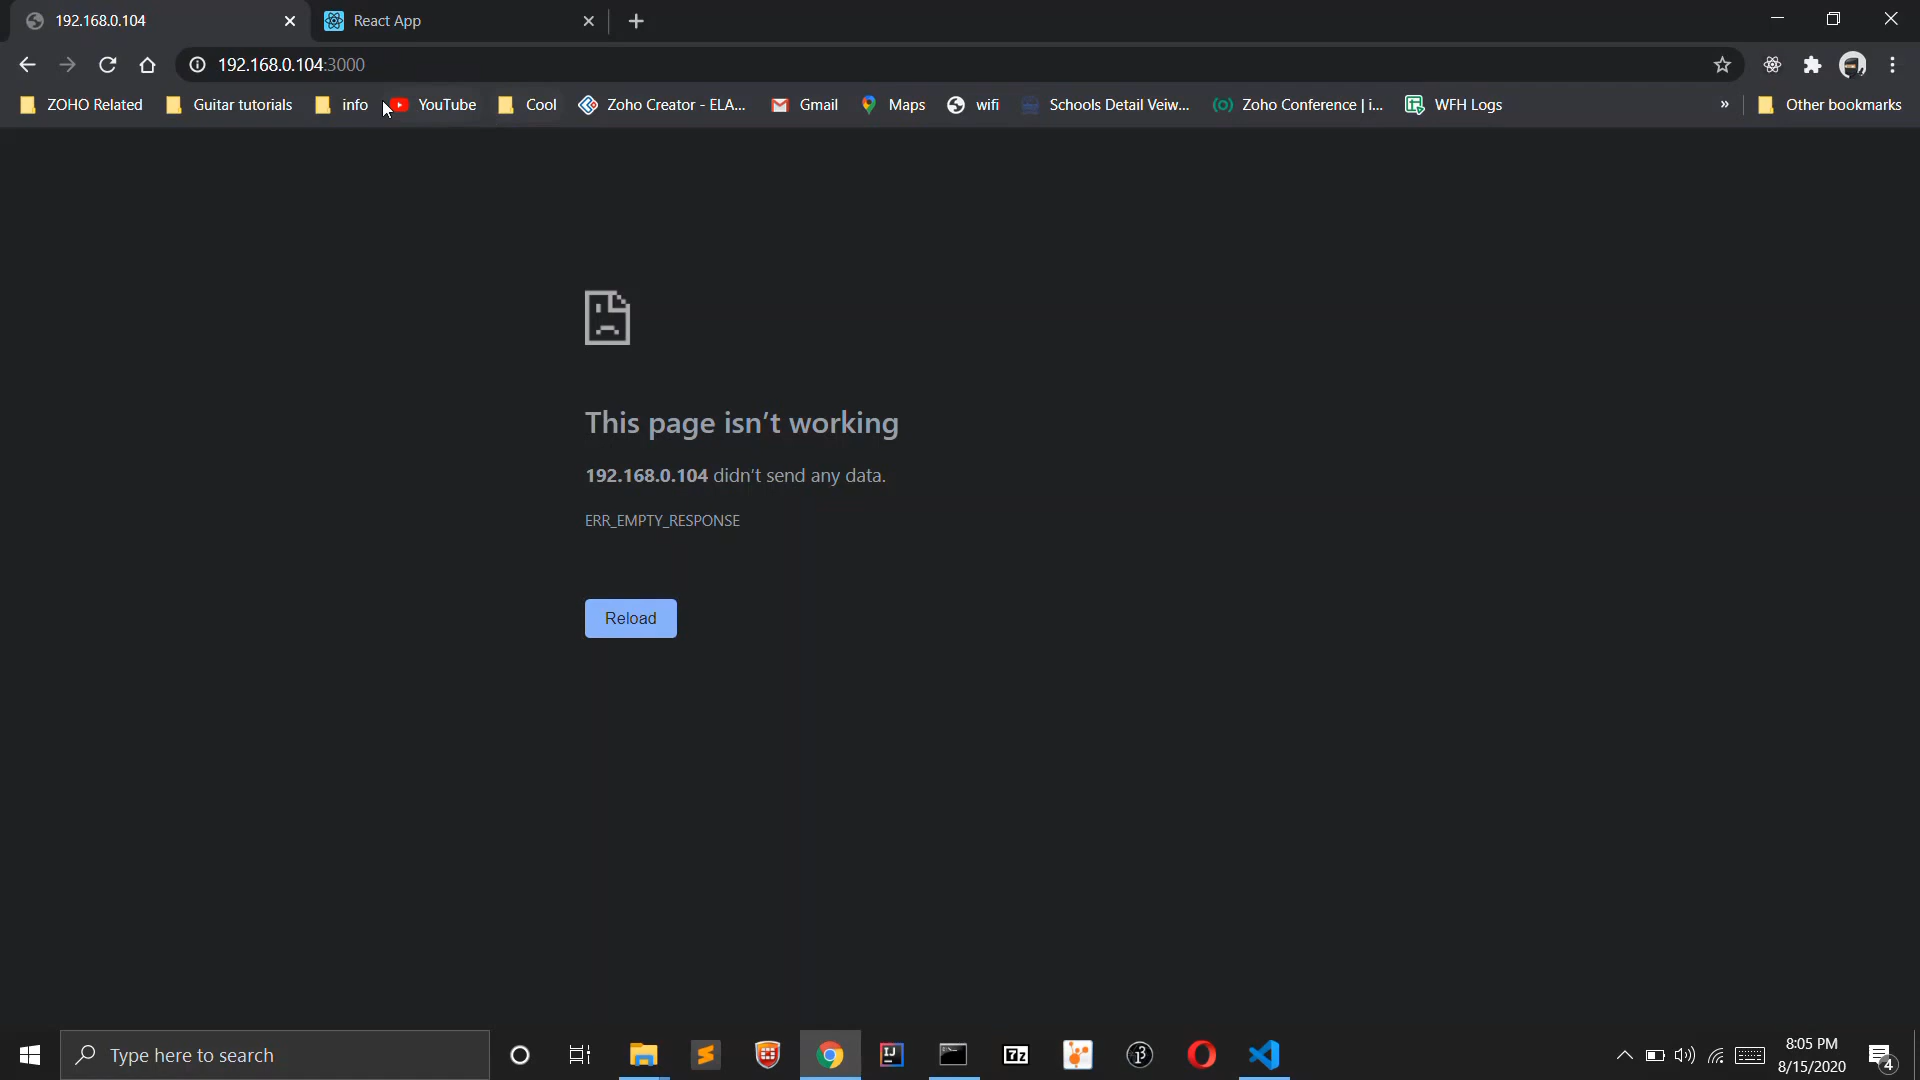 192.168.0.104
React App
192.168.0.104:3000
ZOHO Related
Guitar tutorials
info
YouTube
Cool
Zoho Creator - ELA...
Gmail
Maps
wifi
Schools Detail Veiw...
Zoho Conference | i...
WFH Logs
»
Other bookmarks
This page isn’t working
192.168.0.104 didn’t send any data.
ERR_EMPTY_RESPONSE
Reload
Type here to search
IJ
7z
8:05 PM
8/15/2020
4